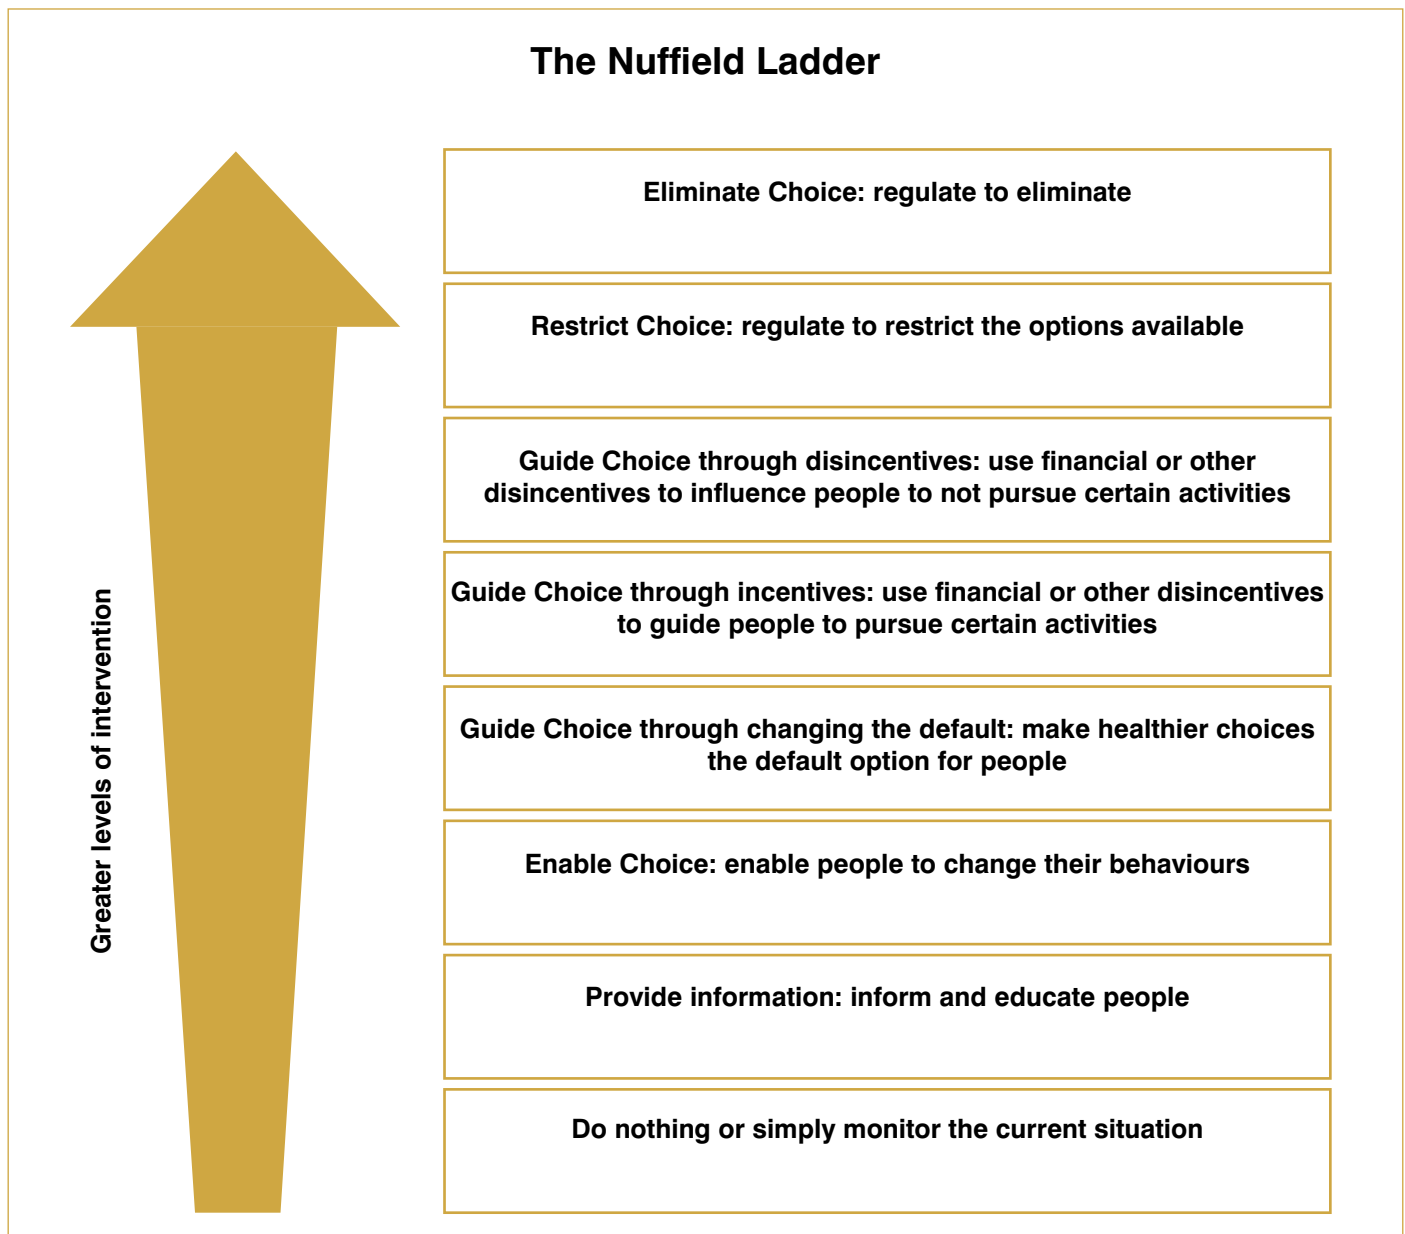 The Nuffield Ladder
Eliminate Choice: regulate to eliminate
Restrict Choice: regulate to restrict the options available
Guide Choice through disincentives: use financial or other
disincentives to influence people to not pursue certain activities
Guide Choice through incentives: use financial or other disincentives
to guide people to pursue certain activities
Guide Choice through changing the default: make healthier choices
the default option for people
Enable Choice: enable people to change their behaviours
Provide information: inform and educate people
Do nothing or simply monitor the current situation
Greater levels of intervention